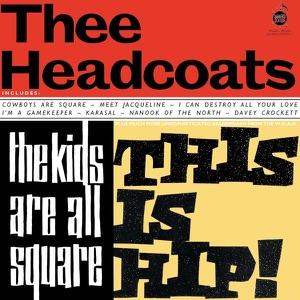 Thee
Headcoats
INCLUDES:
COWBOYS ARE SQUARE – MEET JACQUELINE – I CAN DESTROY ALL YOUR LOVE
I'M A GAMEKEEPER – KARASAL – NANOOK OF THE NORTH – DAVEY CROCKETT
the kids
are all
square
THIS
IS
HIP!